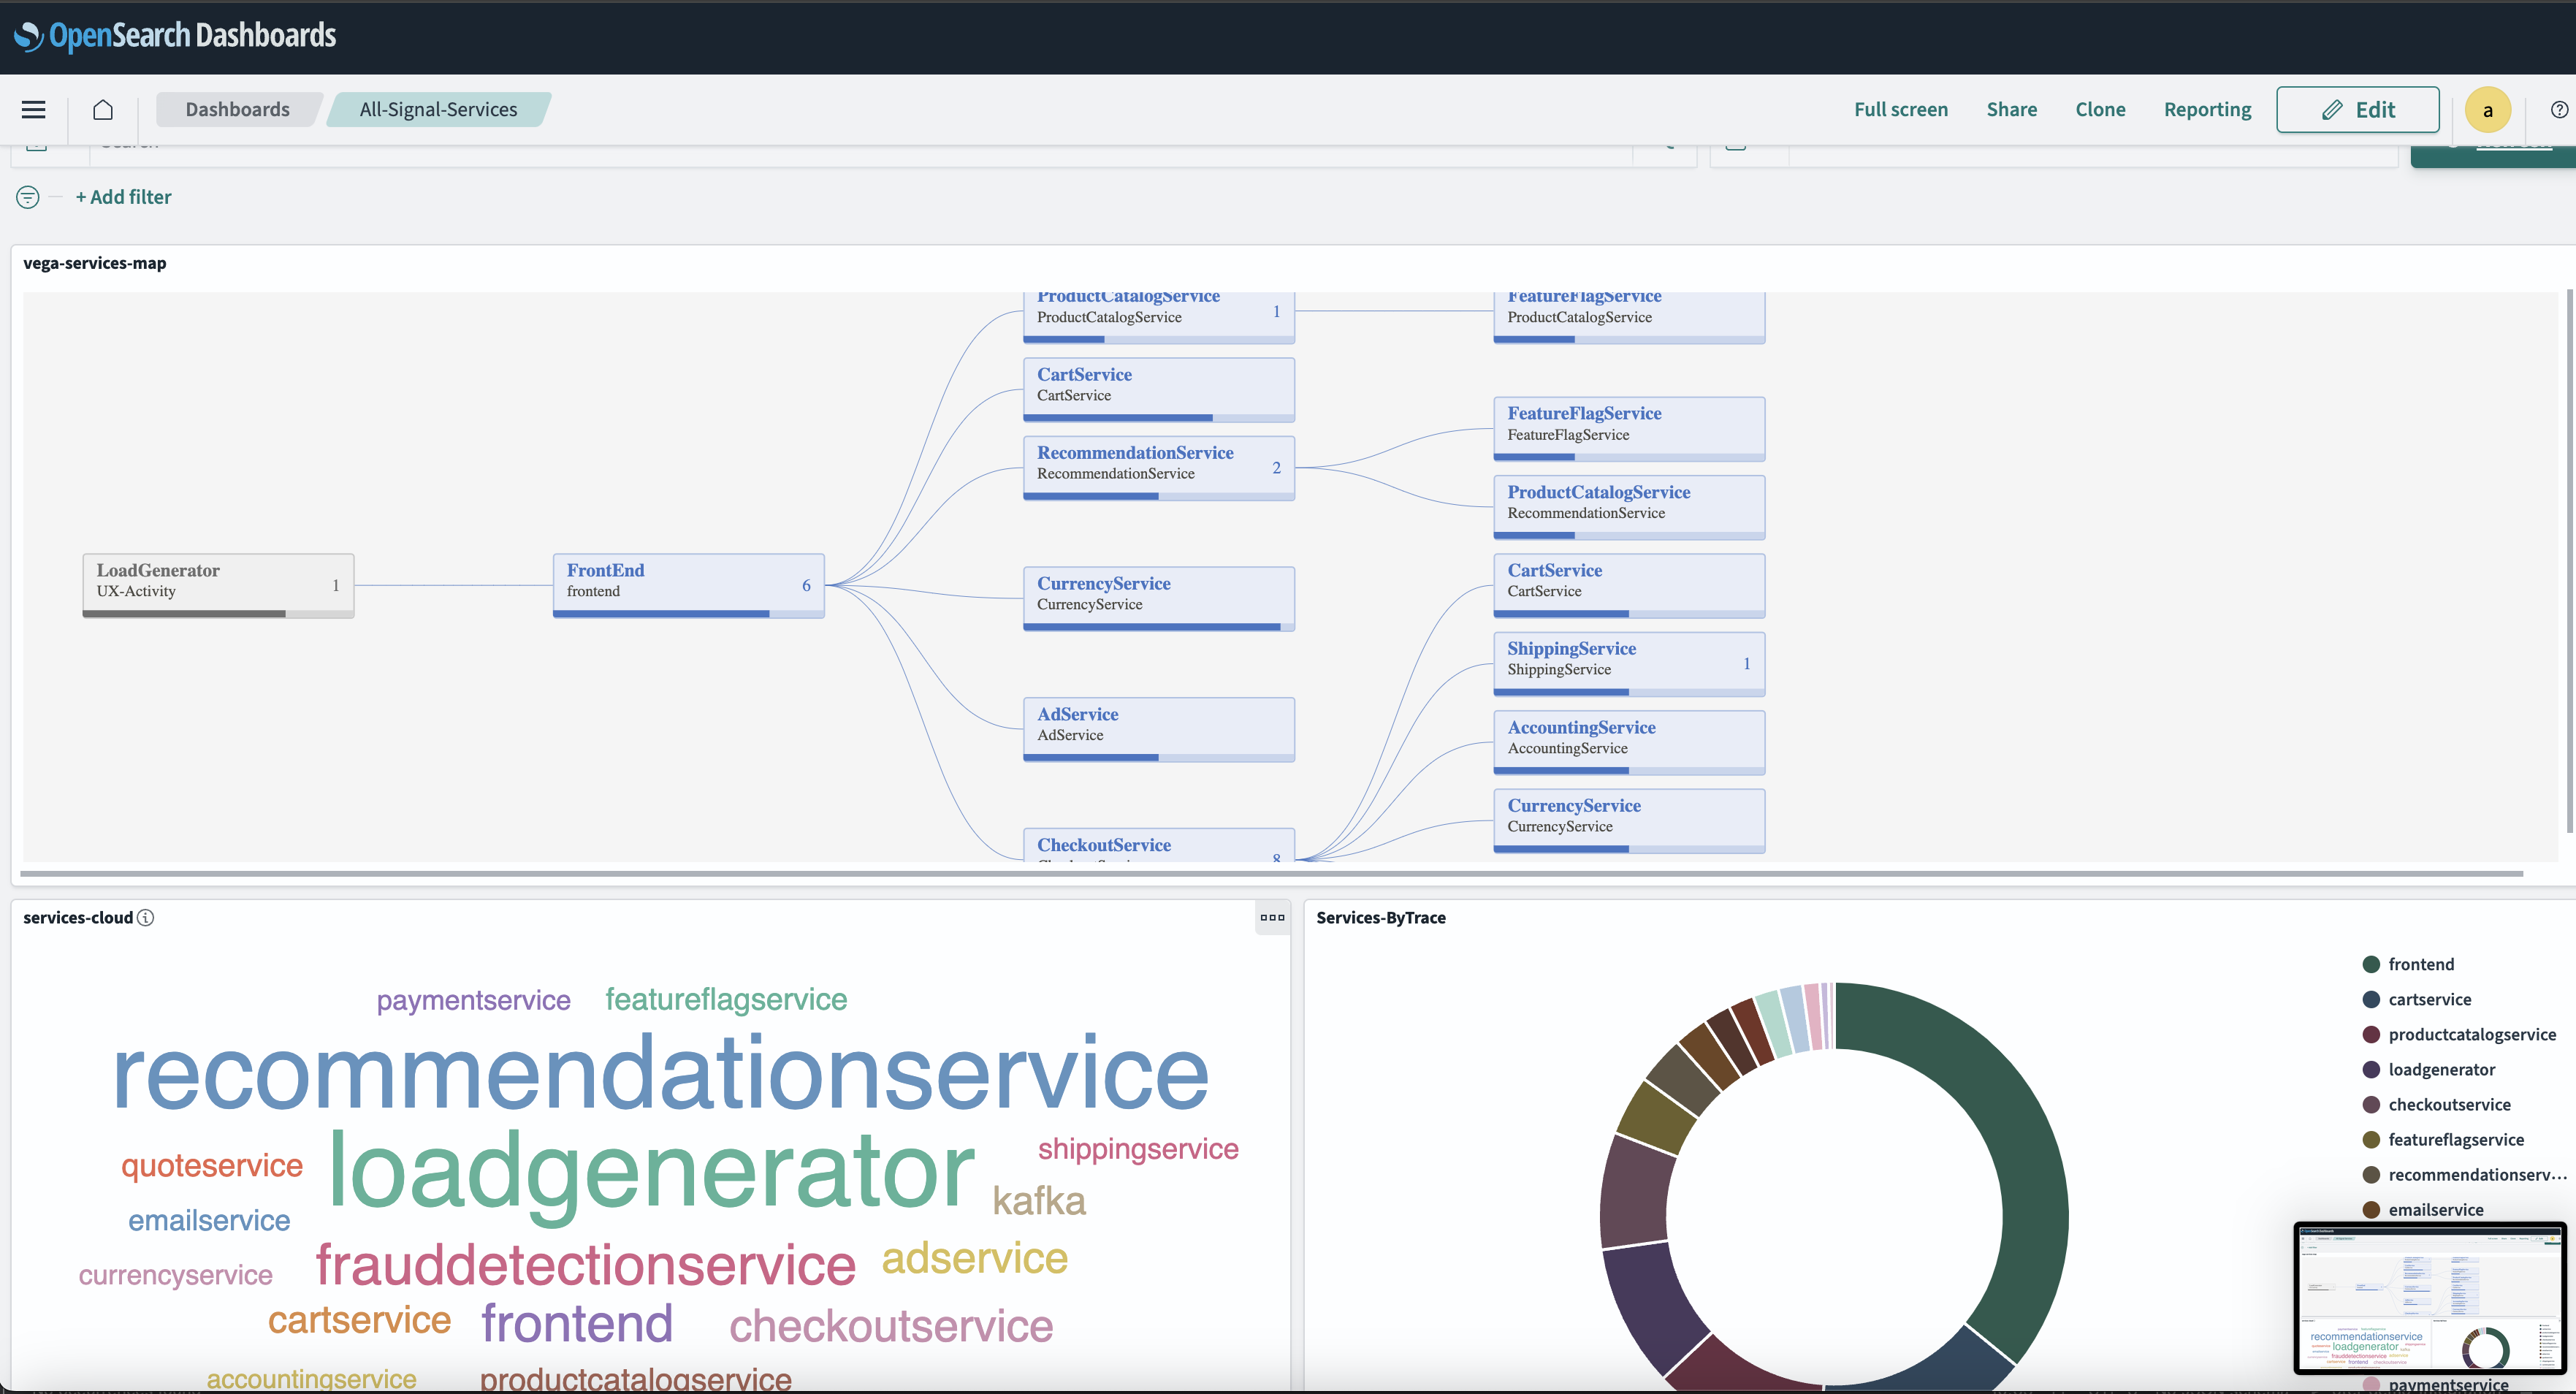 OpenSearch Dashboards
Dashboards
All-Signal-Services
Full screen
Share
Clone
Reporting
Edit
a
+ Add filter
vega-services-map
ProductCatalogService
ProductCatalogService
1
FeatureFlagService
ProductCatalogService
CartService
CartService
RecommendationService
RecommendationService
2
FeatureFlagService
FeatureFlagService
ProductCatalogService
RecommendationService
LoadGenerator
UX-Activity
1
FrontEnd
frontend
6
CurrencyService
CurrencyService
CartService
CartService
ShippingService
ShippingService
1
AdService
AdService
AccountingService
AccountingService
CurrencyService
CurrencyService
CheckoutService
8
services-cloud
paymentservice featureflagservice
recommendationservice
quoteservice loadgenerator shippingservice
kafka
emailservice
frauddetectionservice adservice
currencyservice
cartservice frontend checkoutservice
accountingservice productcatalogservice
Services-ByTrace
frontend
cartservice
productcatalogservice
loadgenerator
checkoutservice
featureflagservice
recommendationserv...
emailservice
paymentservice